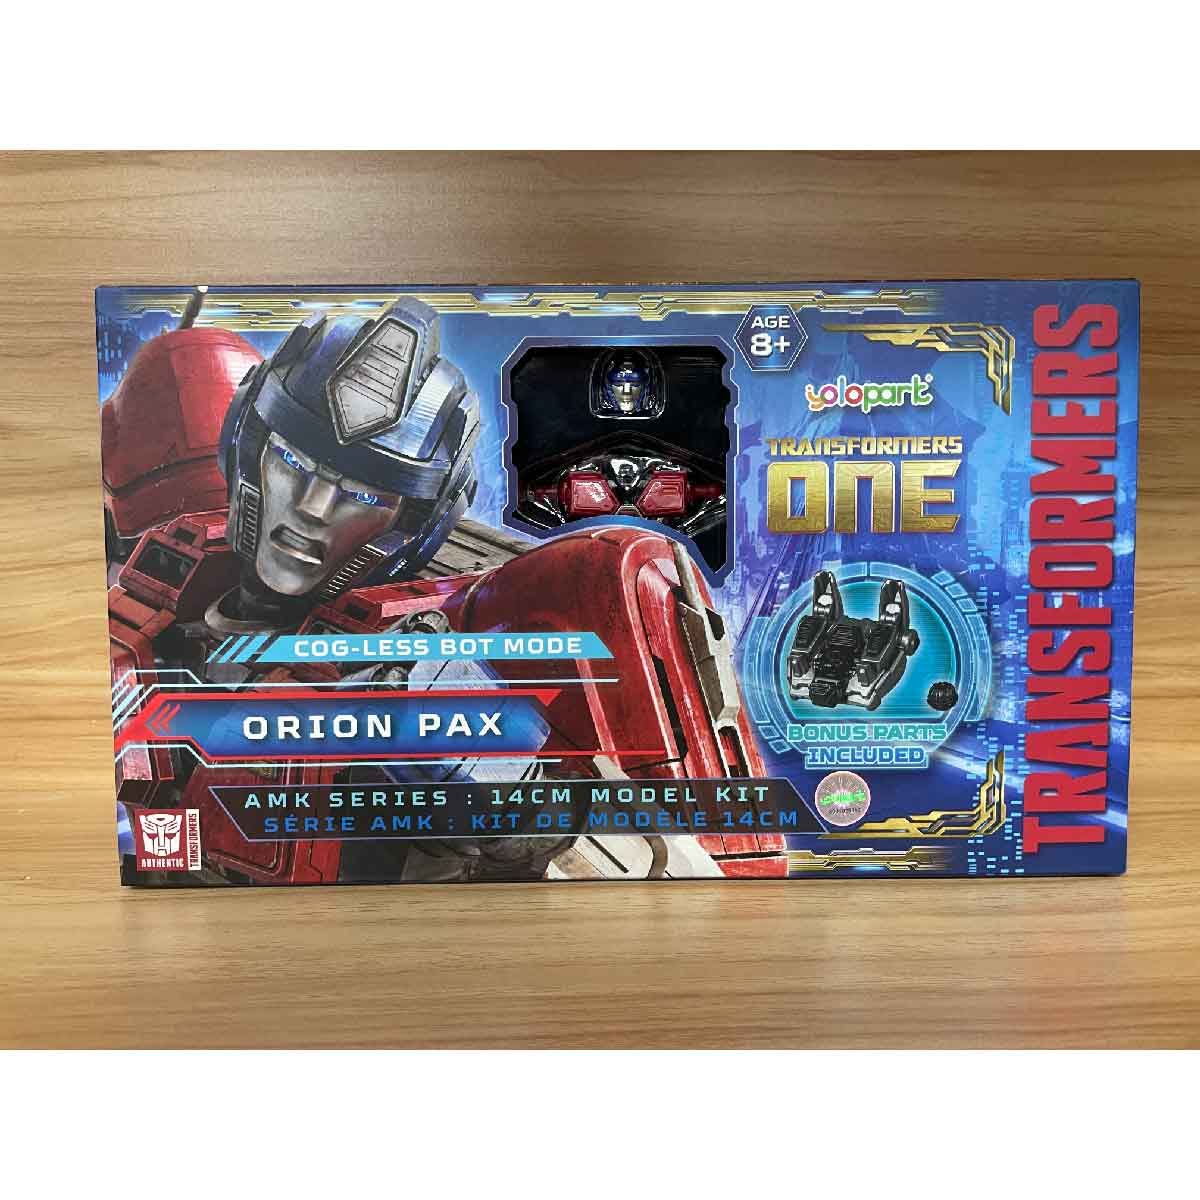 AGE
8+
yolopart
TRANSFORMERS
ONE
TRANSFORMERS
COG-LESS BOT MODE
ORION PAX
BONUS PARTS
INCLUDED
AMK SERIES : 14CM MODEL KIT
SÉRIE AMK : KIT DE MODÈLE 14CM
AUTHENTIC
TRANSFORMERS